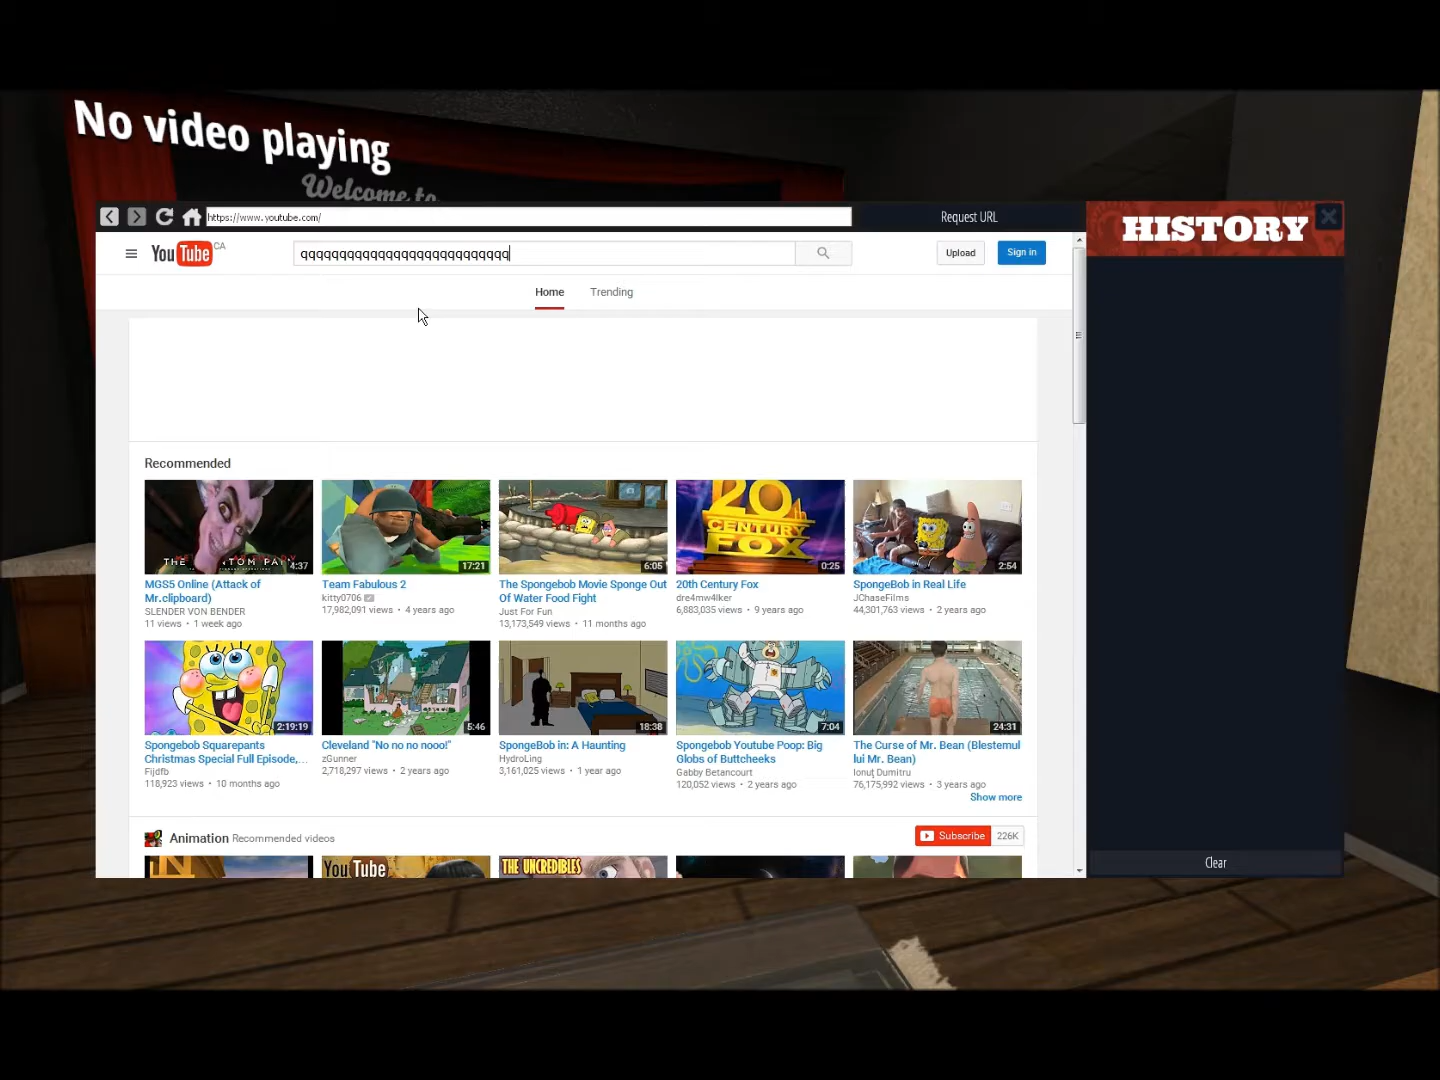 No video playing
Welcome to
https://www.youtube.com/
Request URL
HISTORY
YouTube CA
qqqqqqqqqqqqqqqqqqqqqqqqqqq
Upload
Sign in
Home
Trending
Recommended
4:37
17:21
20
CENTURY
FOX
6:05
0:25
2:54
MGS5 Online (Attack of
Mr.clipboard)
SLENDER VON BENDER
11 views • 1 week ago
Team Fabulous 2
kitty0706
17,982,091 views • 4 years ago
The Spongebob Movie Sponge Out
Of Water Food Fight
Just For Fun
13,173,549 views • 11 months ago
20th Century Fox
dre4mw4lker
6,883,035 views • 9 years ago
SpongeBob in Real Life
JChaseFilms
44,301,763 views • 2 years ago
2:19:19
5:46
18:38
7:04
24:31
Spongebob Squarepants
Christmas Special Full Episode,...
Fijdfb
118,923 views • 10 months ago
Cleveland "No no no nooo!"
zGunner
2,718,297 views • 2 years ago
SpongeBob in: A Haunting
HydroLing
3,161,025 views • 1 year ago
Spongebob Youtube Poop: Big
Globs of Buttcheeks
Gabby Betancourt
120,052 views • 2 years ago
The Curse of Mr. Bean (Blestemul
lui Mr. Bean)
Ionuț Dumitru
76,175,992 views • 3 years ago
Show more
Animation Recommended videos
Subscribe 226K
YouTube
THE UNCREDIBLES
Clear